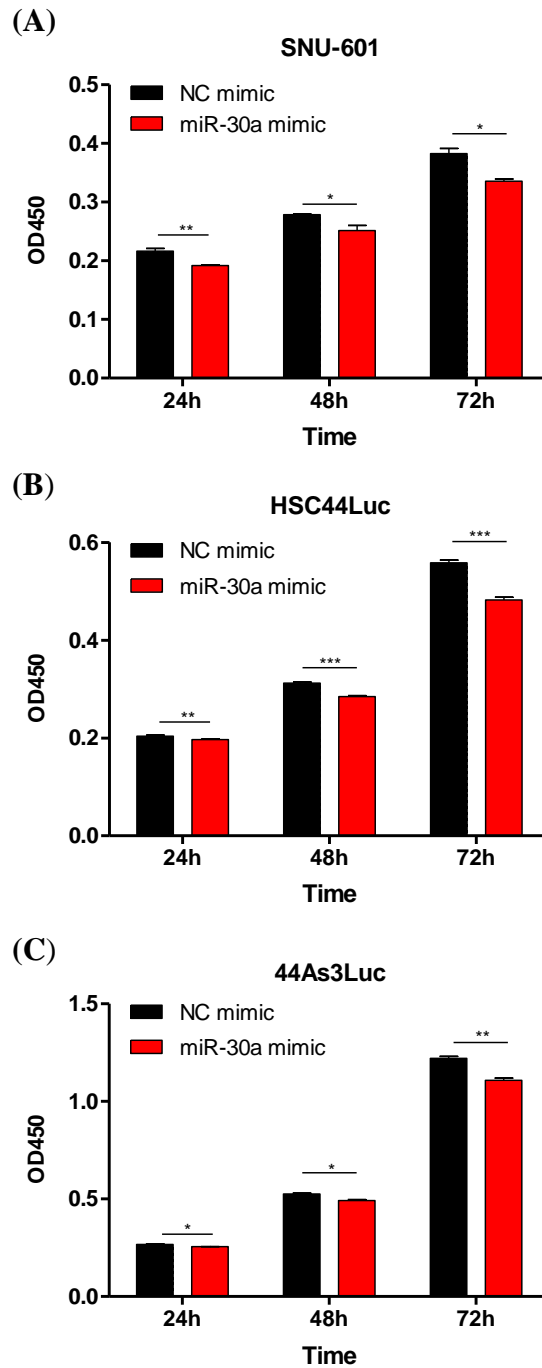 (A)
SNU-601
0.5
0.4
0.3
0.2
0.1
0.0
OD450
NC mimic
miR-30a mimic
**
*
*
24h 48h 72h
Time
(B)
HSC44Luc
0.6
0.4
0.2
0.0
OD450
NC mimic
miR-30a mimic
**
***
***
24h 48h 72h
Time
(C)
44As3Luc
1.5
1.0
0.5
0.0
OD450
NC mimic
miR-30a mimic
*
*
**
24h 48h 72h
Time